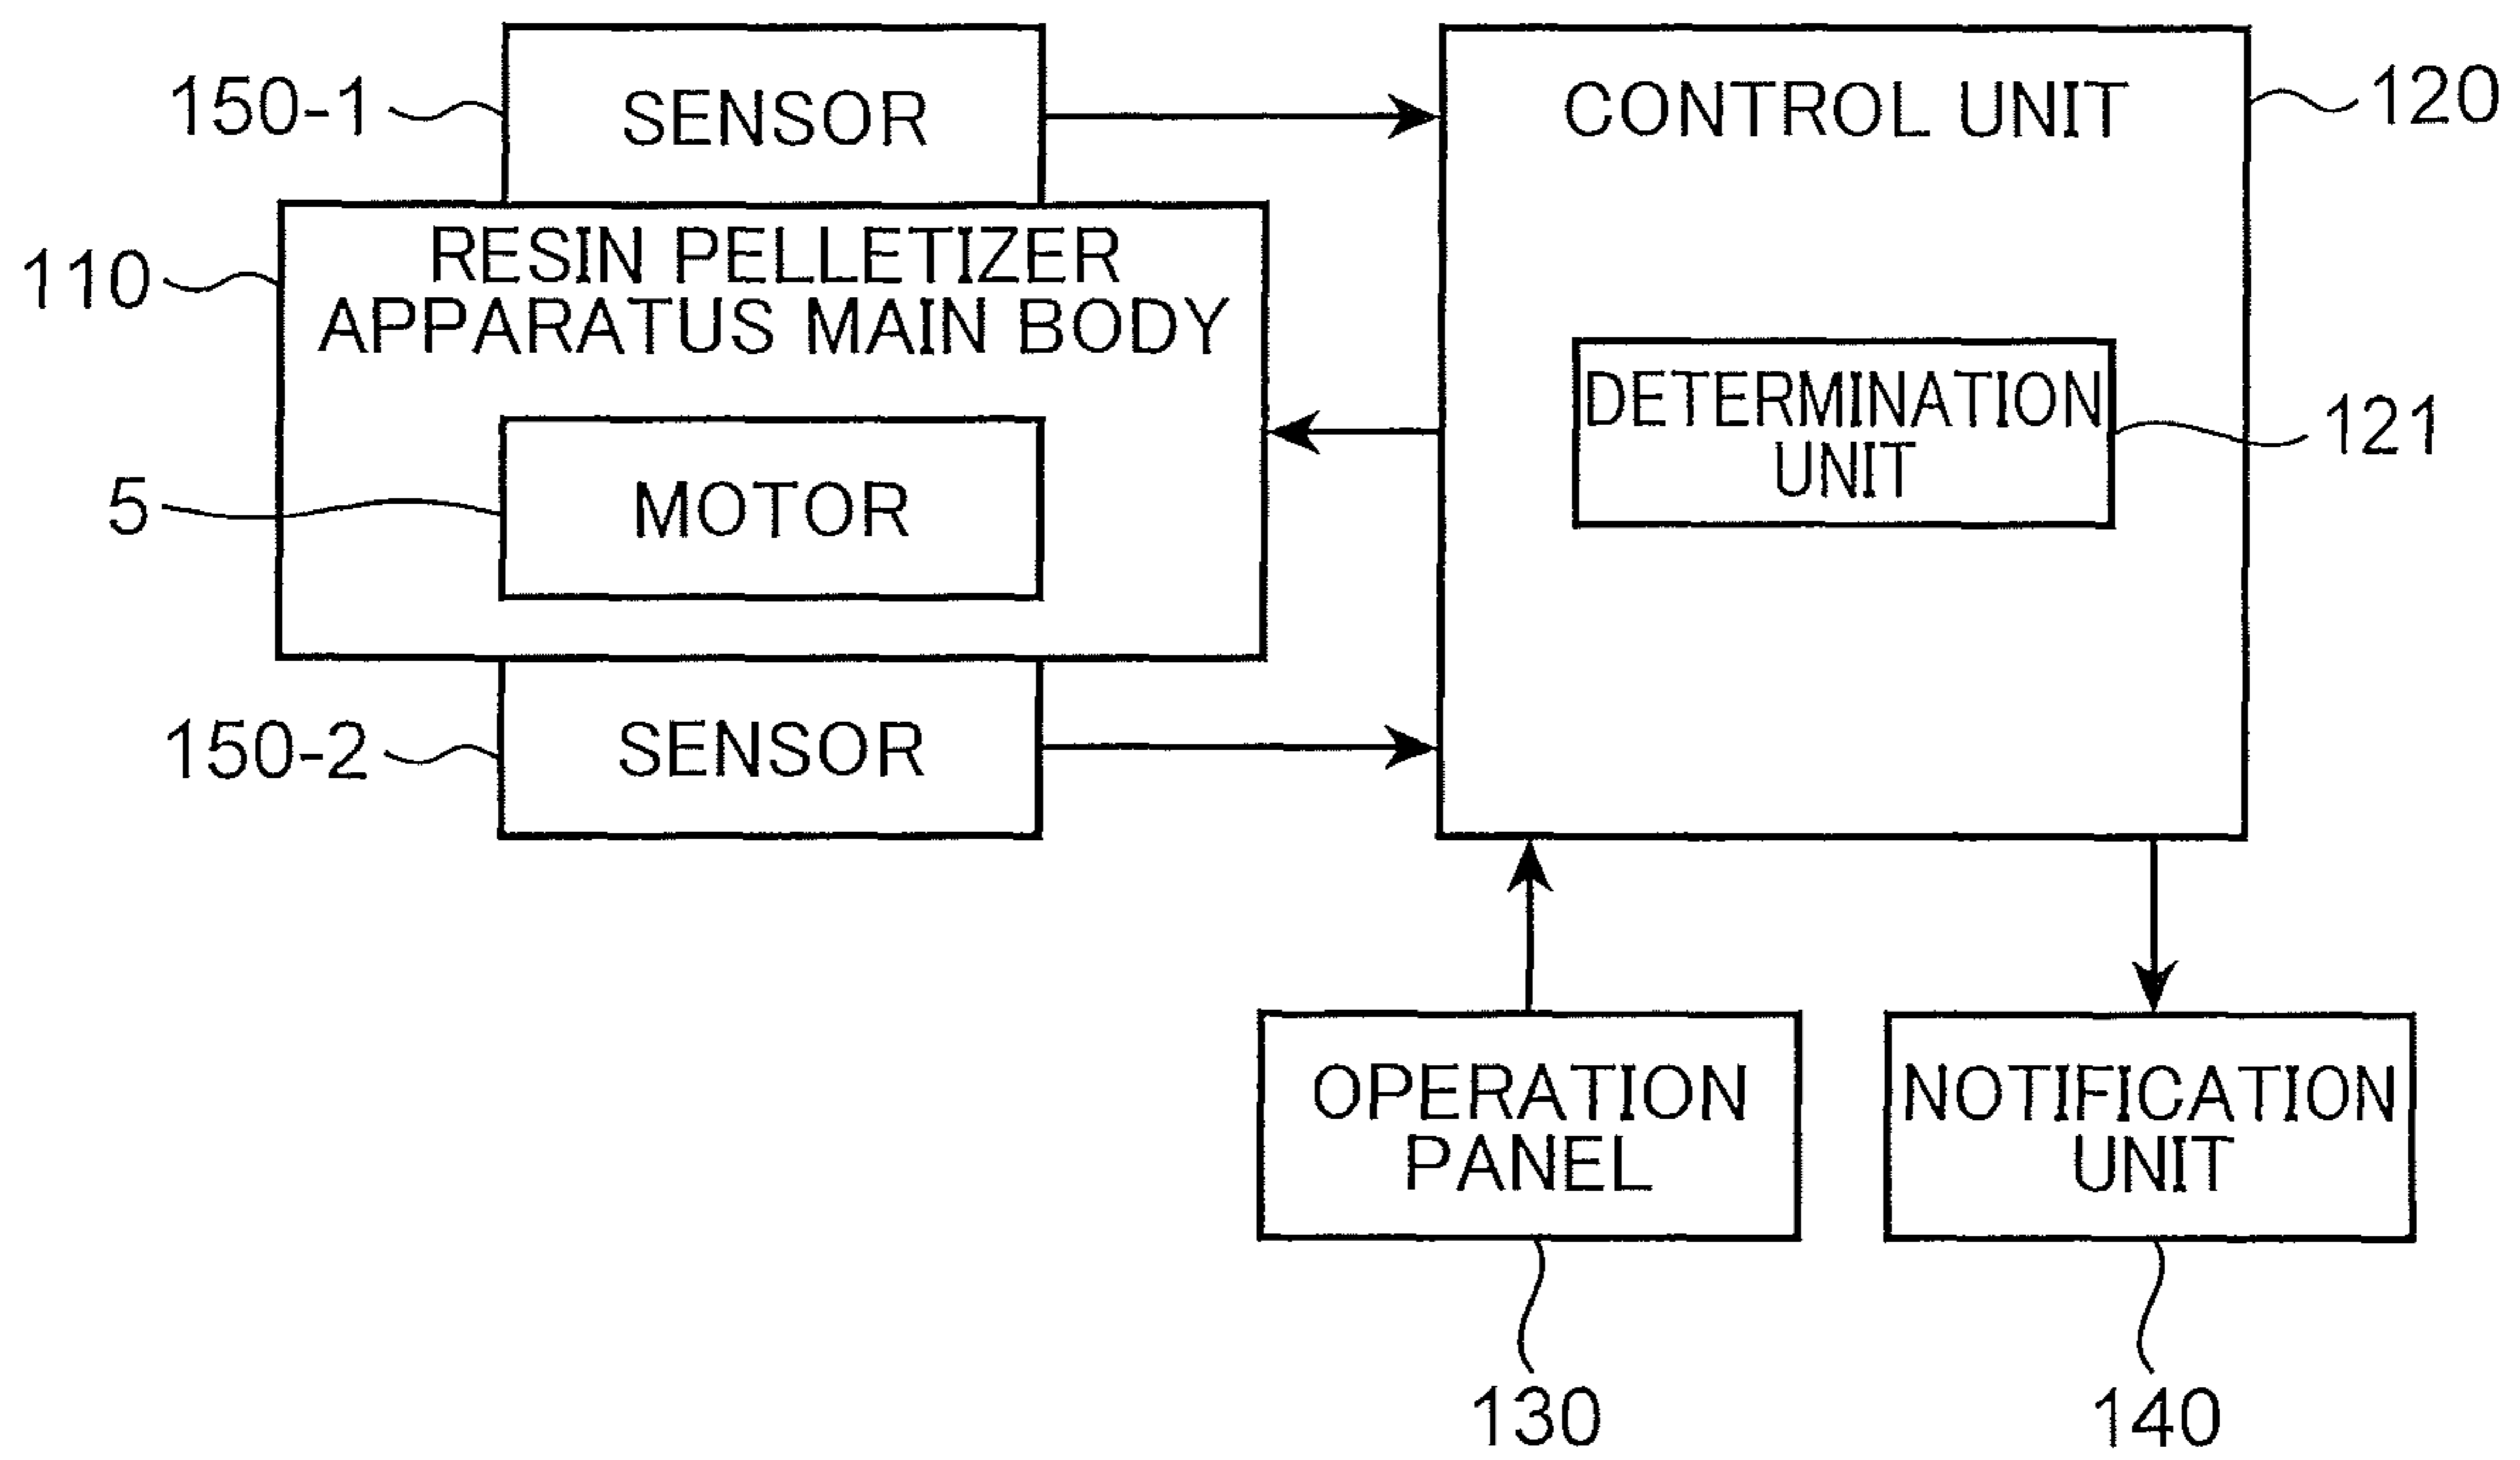 150-1
SENSOR
CONTROL UNIT
120
110
RESIN PELLETIZER
APPARATUS MAIN BODY
DETERMINATION
UNIT
121
5
MOTOR
150-2
SENSOR
OPERATION
PANEL
NOTIFICATION
UNIT
130
140